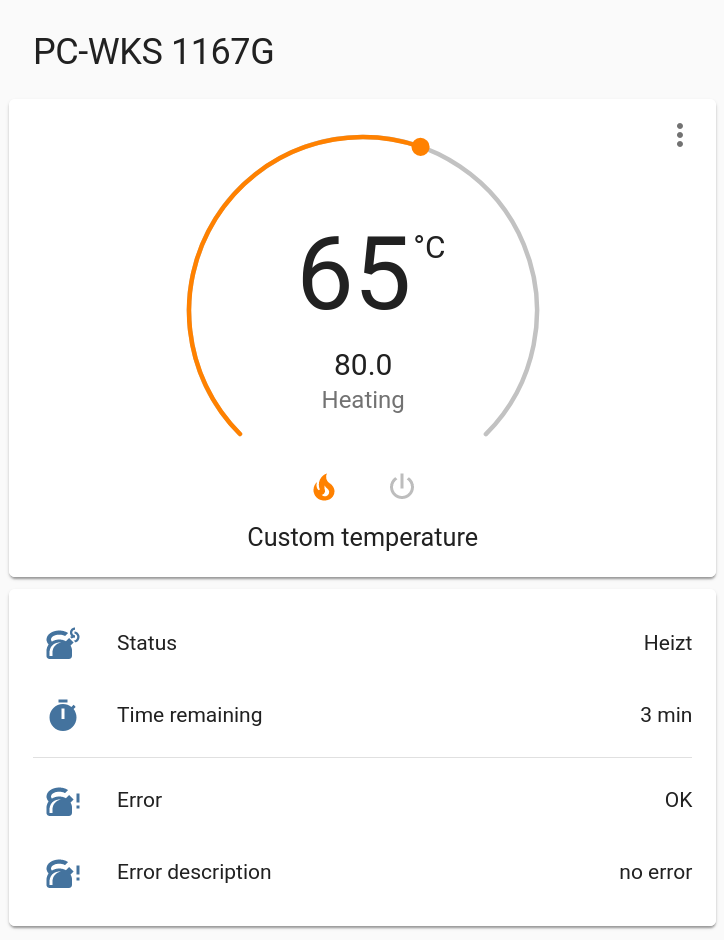 PC-WKS 1167G
65 °C
80.0
Heating
Custom temperature
Status Heizt
Time remaining 3 min
Error OK
Error description no error